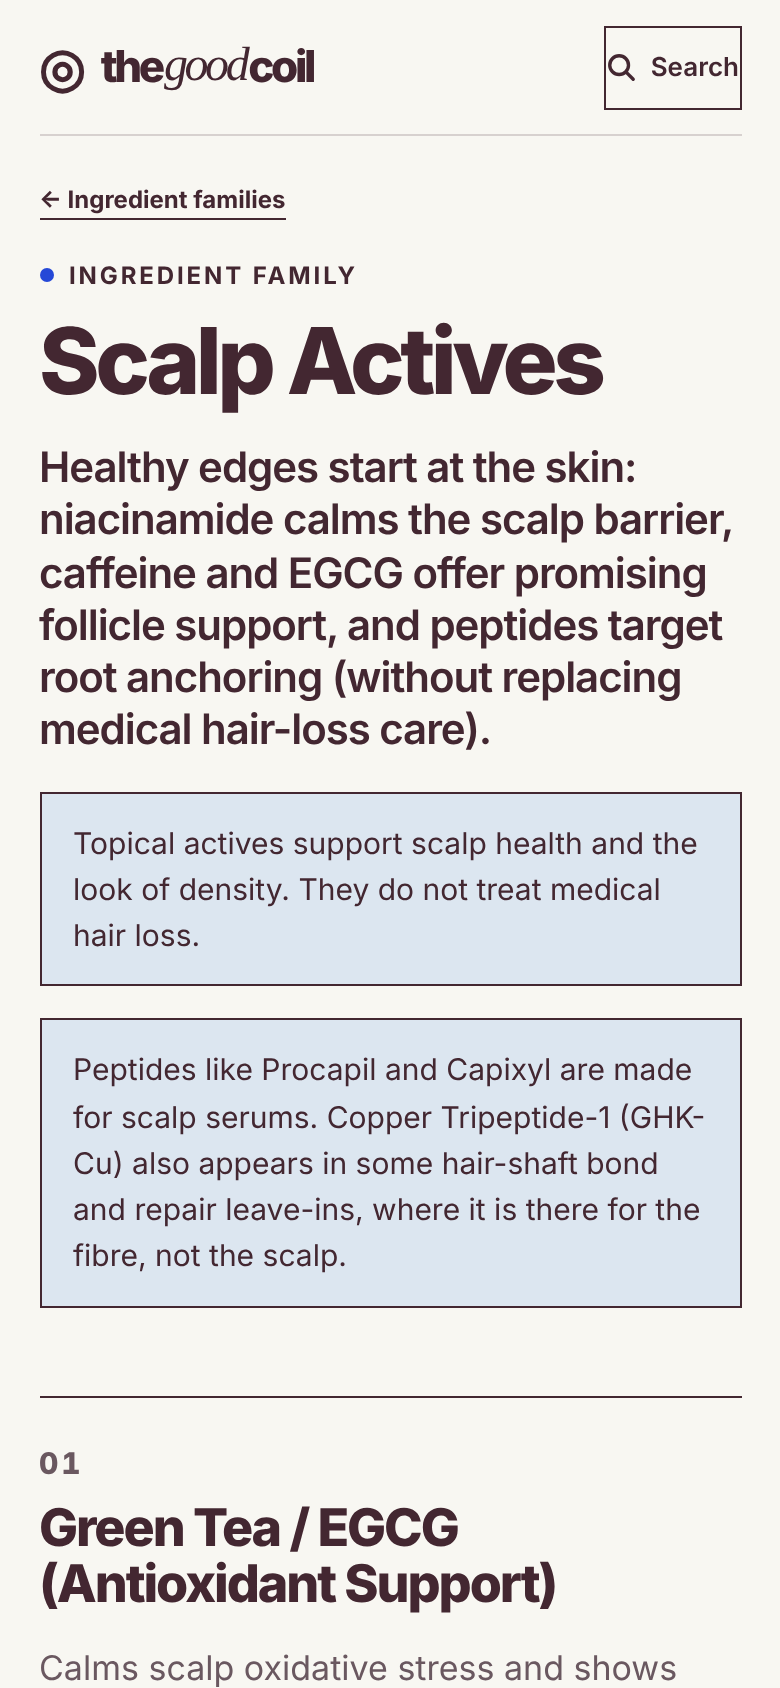 thegoodcoil
Search
← Ingredient families
INGREDIENT FAMILY
Scalp Actives
Healthy edges start at the skin:
niacinamide calms the scalp barrier,
caffeine and EGCG offer promising
follicle support, and peptides target
root anchoring (without replacing
medical hair-loss care).
Topical actives support scalp health and the
look of density. They do not treat medical
hair loss.
Peptides like Procapil and Capixyl are made
for scalp serums. Copper Tripeptide-1 (GHK-
Cu) also appears in some hair-shaft bond
and repair leave-ins, where it is there for the
fibre, not the scalp.
01
Green Tea / EGCG
(Antioxidant Support)
Calms scalp oxidative stress and shows